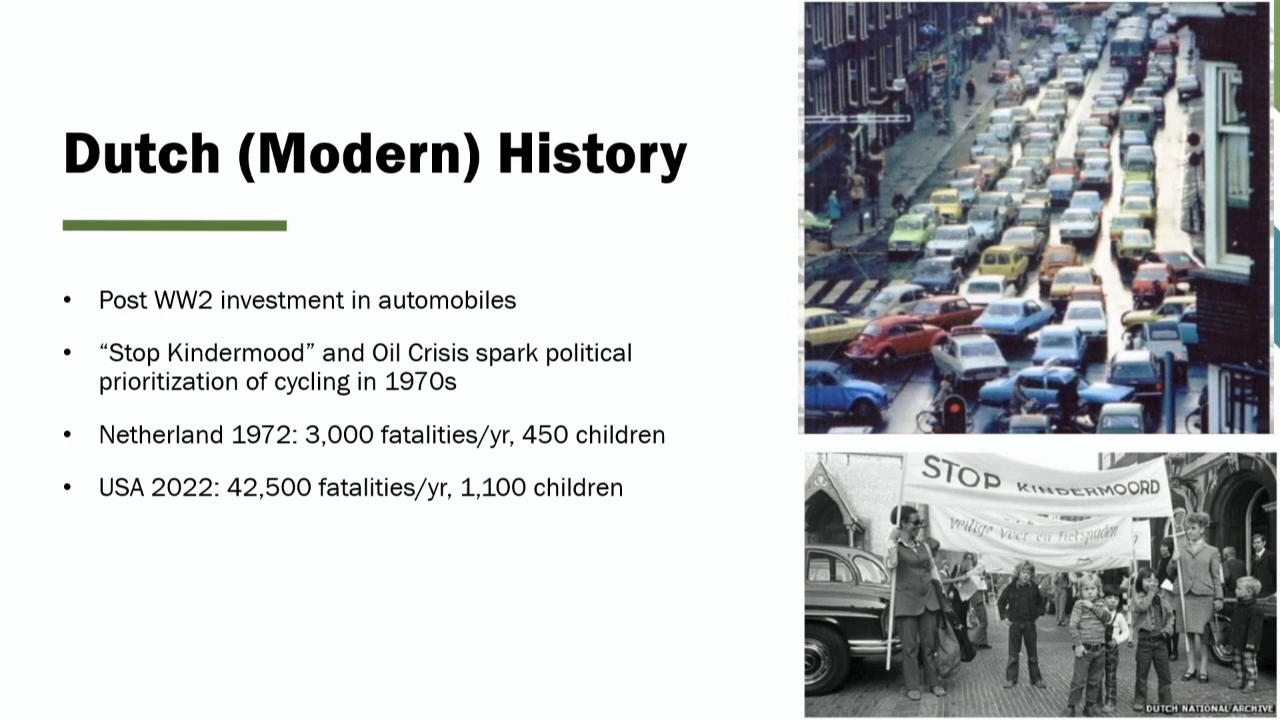 Dutch (Modern) History
• Post WW2 investment in automobiles
• “Stop Kindermood” and Oil Crisis spark political
prioritization of cycling in 1970s
• Netherland 1972: 3,000 fatalities/yr, 450 children
• USA 2022: 42,500 fatalities/yr, 1,100 children
STOP KINDERMOORD
veilige voet en fietspaden
DUTCH NATIONAL ARCHIVE